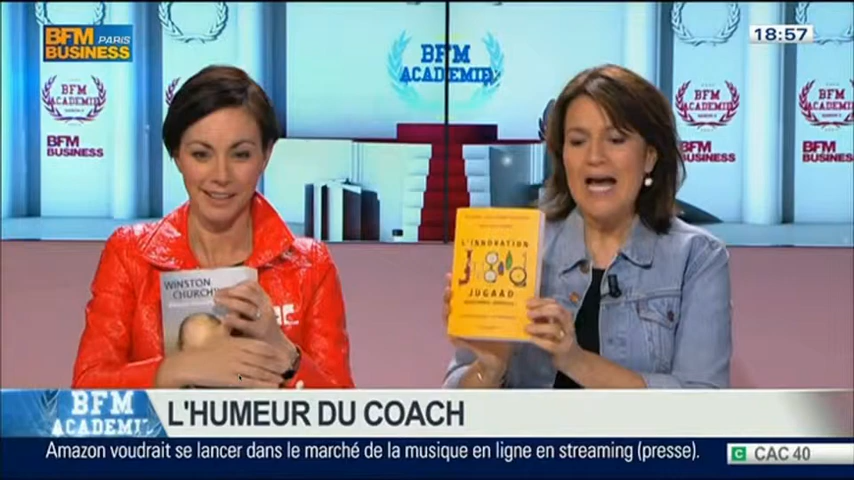 BFM PARIS
BUSINESS
18:57
BFM
ACADEMIE
BFM
ACADEMIE
BFM
BUSINESS
BFM
ACADEMIE
BFM
BUSINESS
BFM
BFM
BUSINESS
WINSTON
L'INNOVATION
JUGAAD
BFM
ACADEMIE
L'HUMEUR DU COACH
Amazon voudrait se lancer dans le marché de la musique en ligne en streaming (presse).
C CAC 40